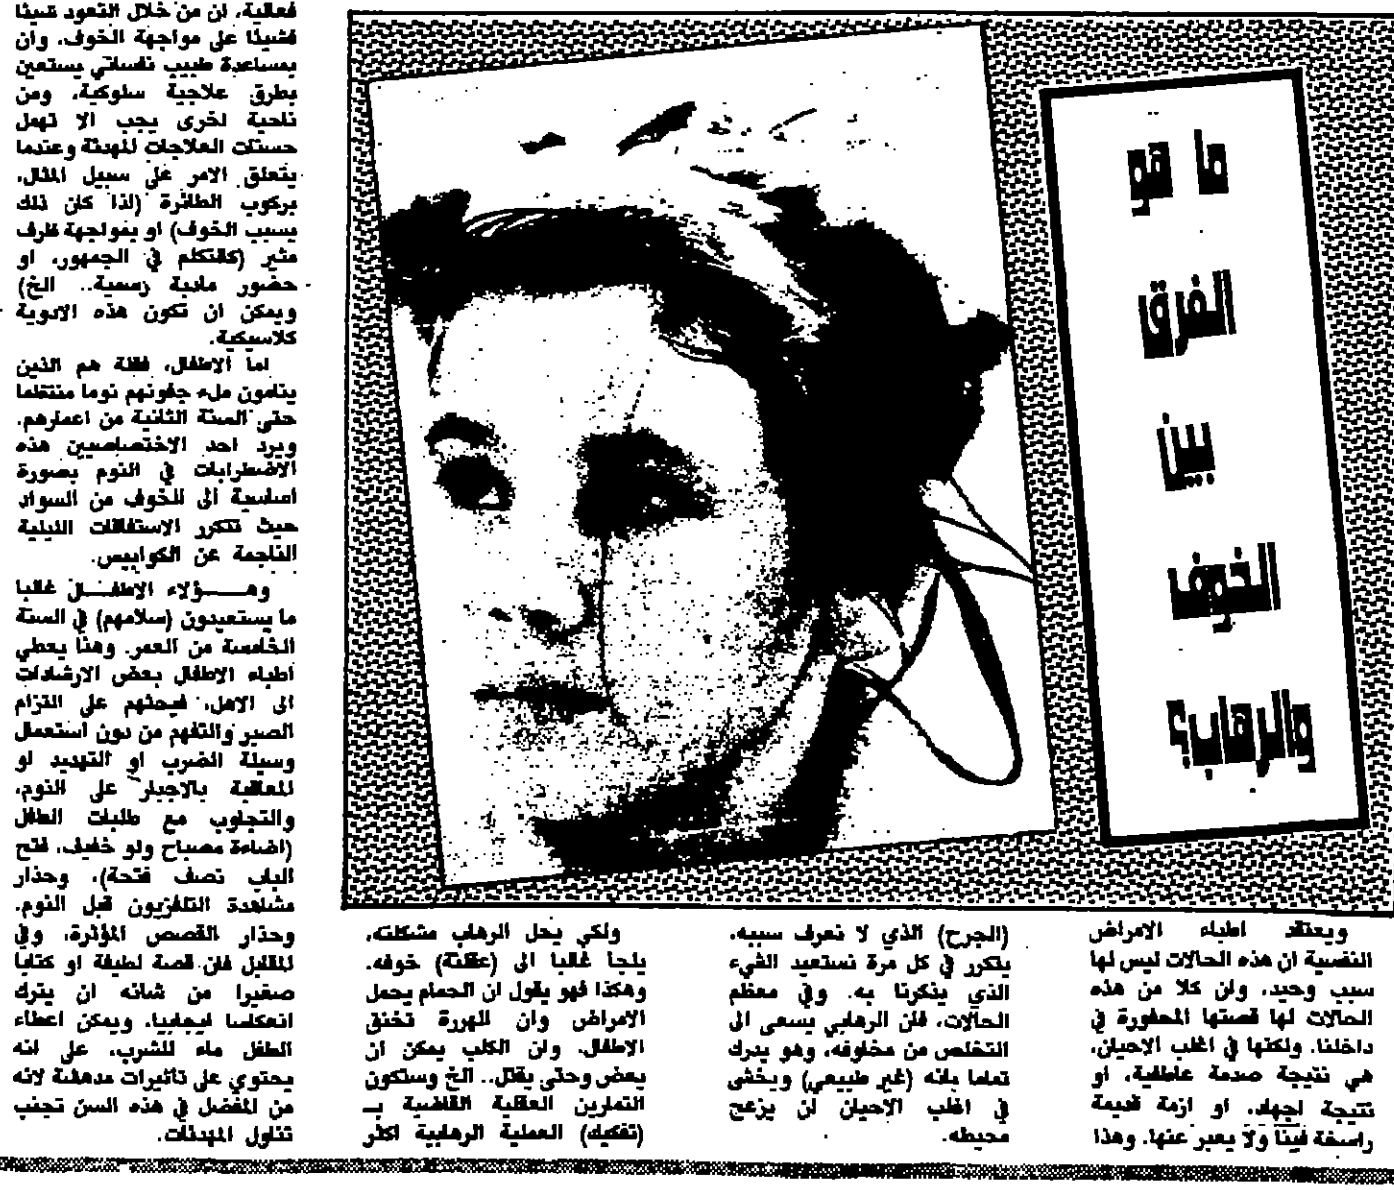 ما هو
الفرق
بين
الخوف
والرهاب؟
ويعتقد اطباء الامراض
النفسية ان هذه الحالات ليس لها
سبب وحيد، وان كلا من هذه
الحالات لها قصتها المحفورة في
داخلنا، ولكنها في اغلب الاحيان،
هي نتيجة صدمة عاطفية، او
نتيجة اجهاد، او ازمة قديمة
راسخة فينا ولا يعبر عنها، وهذا
(الجرح) الذي لا نعرف سببه،
يتكرر في كل مرة نستعيد الشيء
الذي يذكرنا به. وفي معظم
الحالات، فان الرهابي يسعى الى
التخلص من مخاوفه، وهو يدرك
تماما بانه (غير طبيعي) ويخشى
في اغلب الاحيان ان يزعج
محيطه.
ولكي يحل الرهاب مشكلته،
يلجأ غالبا الى (عقلنة) خوفه.
وهكذا فهو يقول ان الحمام يحمل
الامراض وان الهررة تخنق
الاطفال، وان الكلب يمكن ان
يعض وحتى يقتل.. الخ وستكون
التمارين العقلية القاضية بـ
(تفكيك) العملية الرهابية اكثر
فعالية، ان من خلال التعود شيئا
فشيئا على مواجهة الخوف، وان
بمساعدة طبيب نفساني يستعين
بطرق علاجية سلوكية، ومن
ناحية اخرى يجب الا تهمل
حسنات العلاجات المهدئة وعندما
يتعلق الامر على سبيل المثال،
بركوب الطائرة (اذا كان ذلك
يسبب الخوف) او بمواجهة ظرف
مثير (كالتكلم في الجمهور، او
حضور مادبة رسمية.. الخ)
ويمكن ان تكون هذه الادوية
كلاسيكية.
اما الاطفال، فقلة هم الذين
ينامون ملء جفونهم نوما منتظما
حتى السنة الثانية من اعمارهم.
ويرد احد الاختصاصيين هذه
الاضطرابات في النوم بصورة
اساسية الى الخوف من السواد
حيث تتكرر الاستفاقات الليلية
الناجمة عن الكوابيس.
وهـــؤلاء الاطفـــال غالبا
ما يستعيدون (سلامهم) في السنة
الخامسة من العمر. وهنا يعطي
اطباء الاطفال بعض الارشادات
الى الاهل، فيحثهم على التزام
الصبر والتفهم من دون استعمال
وسيلة الضرب او التهديد او
المعاقبة بالاجبار على النوم،
والتجاوب مع طلبات الطفل
(اضاءة مصباح ولو خفيف، فتح
الباب نصف فتحة)، وحذار
مشاهدة التلفزيون قبل النوم،
وحذار القصص المؤثرة، وفي
المقابل فان قصة لطيفة او كتابا
صغيرا من شانه ان يترك
انعكاسا ايجابيا، ويمكن اعطاء
الطفل ماء للشرب، على انه
يحتوي على تأثيرات مدهشة لانه
من المفضل في هذه السن تجنب
تناول المهدئات.